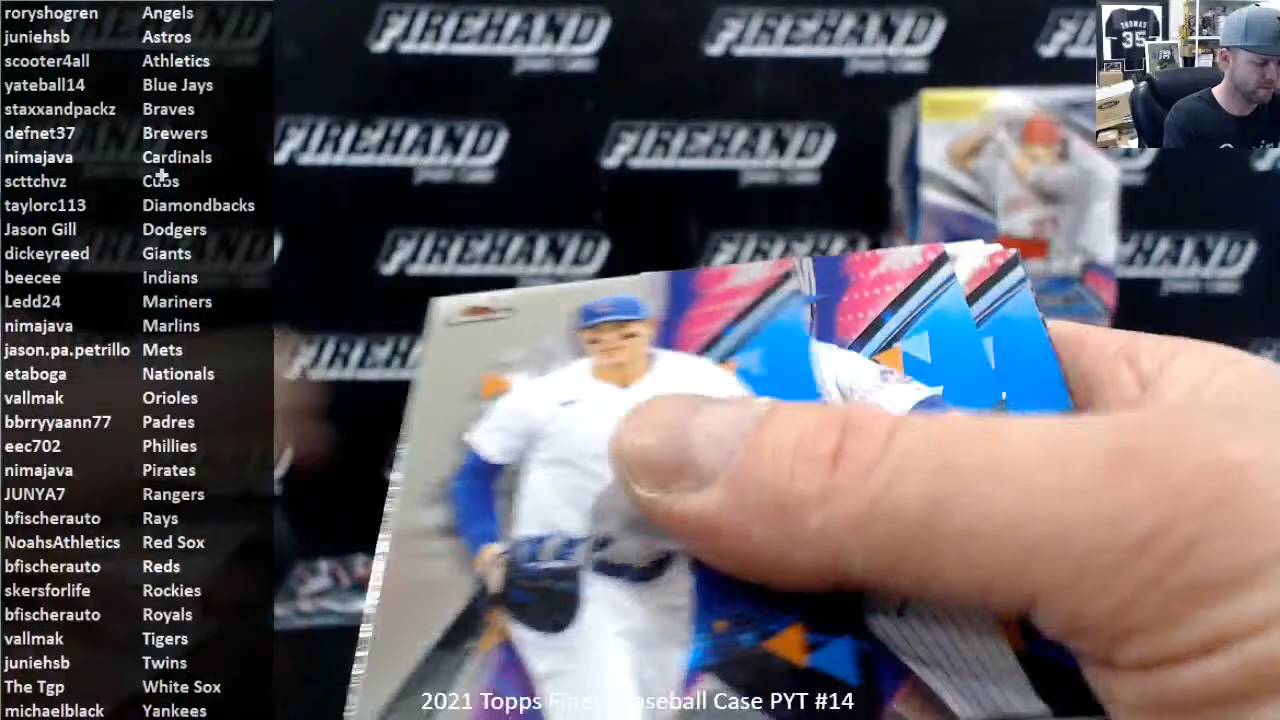 roryshogren Angels
juniehsb Astros
scooter4all Athletics
yateball14 Blue Jays
staxxandpackz Braves
defnet37 Brewers
nimajava Cardinals
scttchvz Cubs
taylorc113 Diamondbacks
Jason Gill Dodgers
dickeyreed Giants
beecee Indians
Ledd24 Mariners
nimajava Marlins
jason.pa.petrillo Mets
etaboga Nationals
vallmak Orioles
bbrryyaann77 Padres
eec702 Phillies
nimajava Pirates
JUNYA7 Rangers
bfischerauto Rays
NoahsAthletics Red Sox
bfischerauto Reds
skersforlife Rockies
bfischerauto Royals
vallmak Tigers
juniehsb Twins
The Tgp White Sox
michaelblack Yankees
FIREHAND FIREHAND
FIREHAND FIREHAND
FIREHAND FIREHAND
THOMAS
35
2021 Topps Finest Baseball Case PYT #14